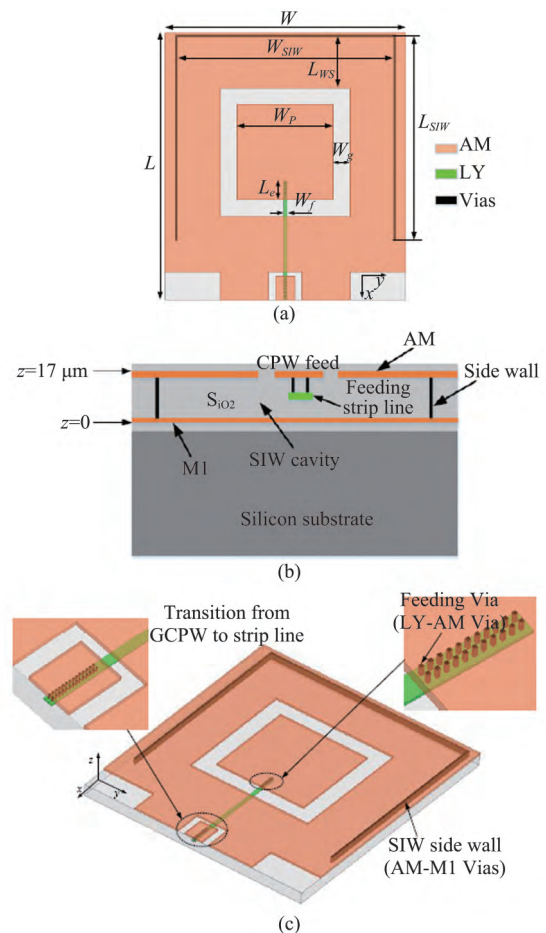 W
W_SIW
L_WS
W_P
L_SIW
L
W_g
L_e
W_f
AM
LY
Vias
y
x
(a)
AM
CPW feed
Side wall
z=17 μm
Feeding
strip line
S_iO2
z=0
SIW cavity
M1
Silicon substrate
(b)
Feeding Via
(LY-AM Via)
Transition from
GCPW to strip line
z
x
y
SIW side wall
(AM-M1 Vias)
(c)